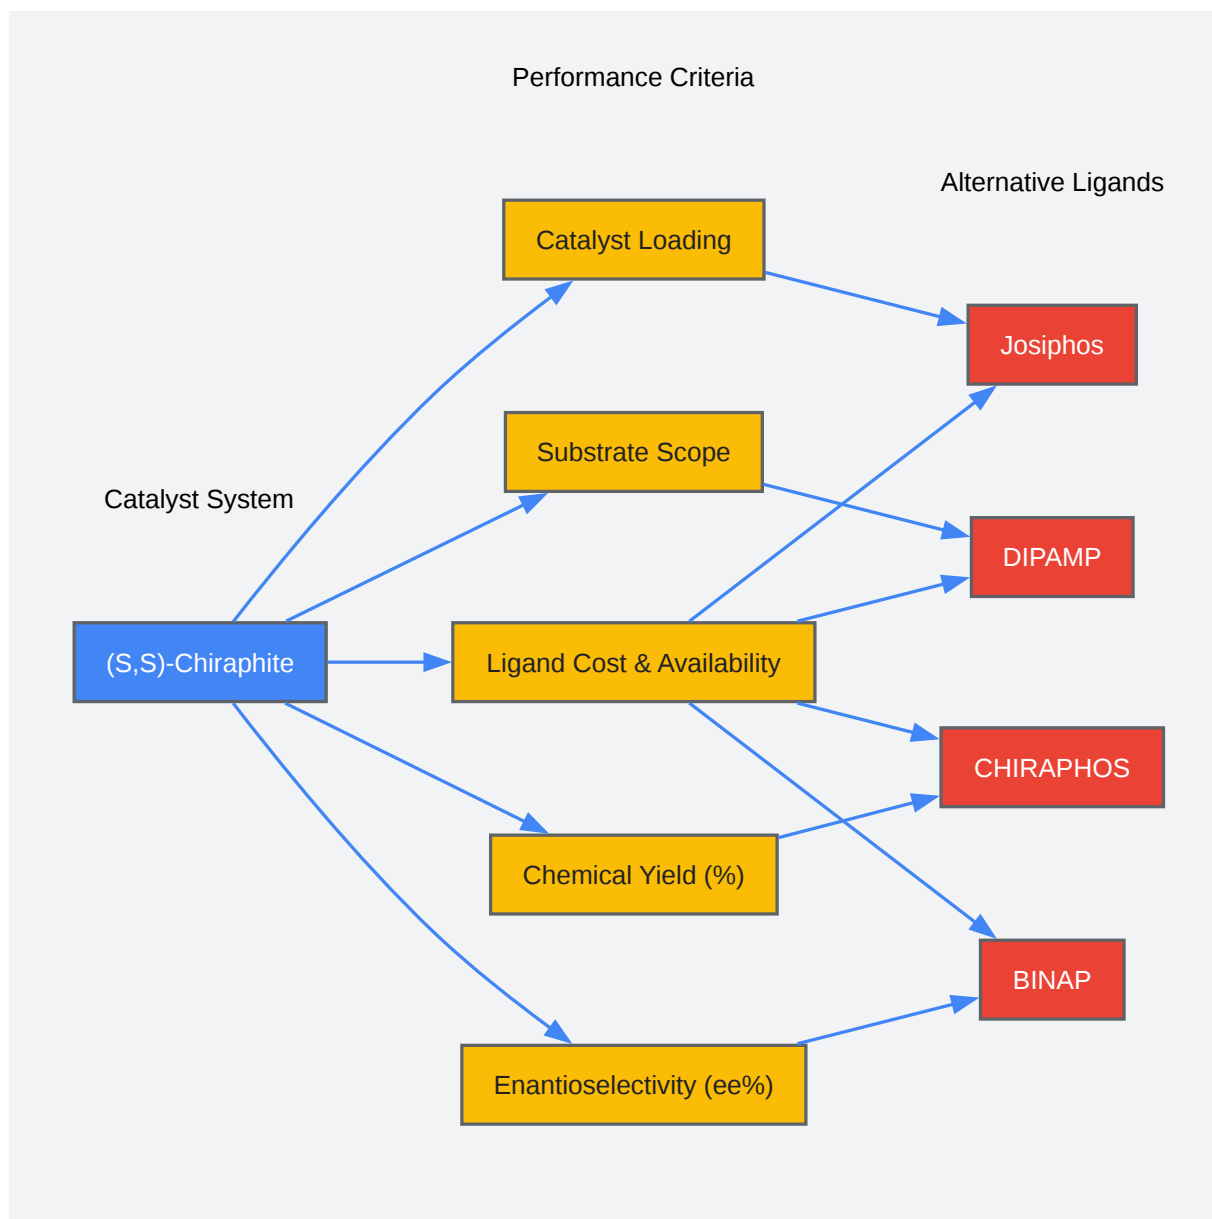 Performance Criteria
Alternative Ligands
Catalyst Loading
Josiphos
Substrate Scope
Catalyst System
DIPAMP
(S,S)-Chiraphite
Ligand Cost & Availability
CHIRAPHOS
Chemical Yield (%)
BINAP
Enantioselectivity (ee%)